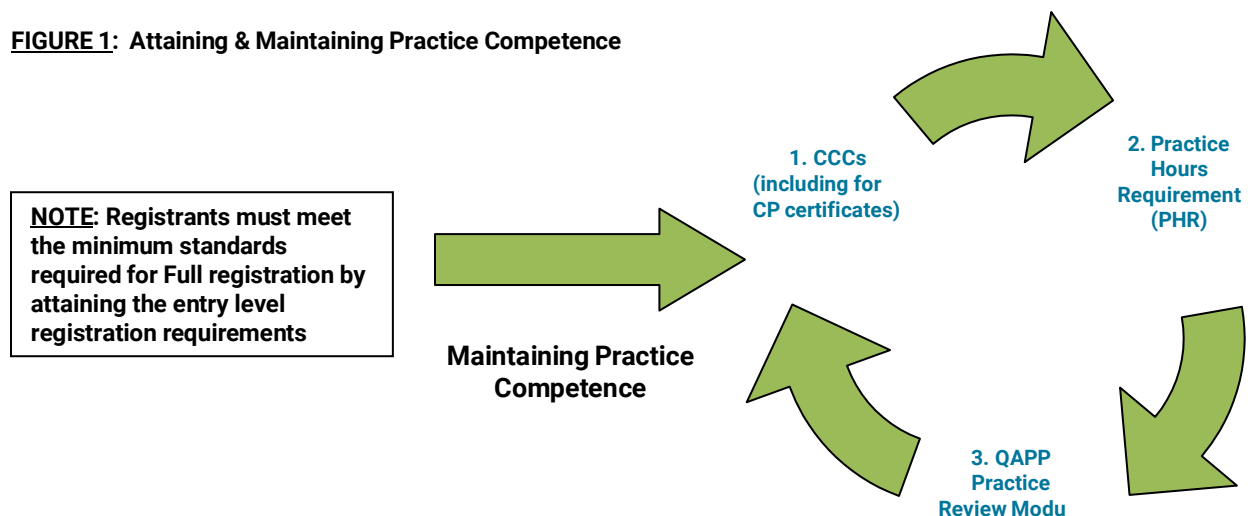 FIGURE 1: Attaining & Maintaining Practice Competence
NOTE: Registrants must meet
the minimum standards
required for Full registration by
attaining the entry level
registration requirements
Maintaining Practice
Competence
1. CCCs
(including for
CP certificates)
2. Practice
Hours
Requirement
(PHR)
3. QAPP
Practice
Review Modu